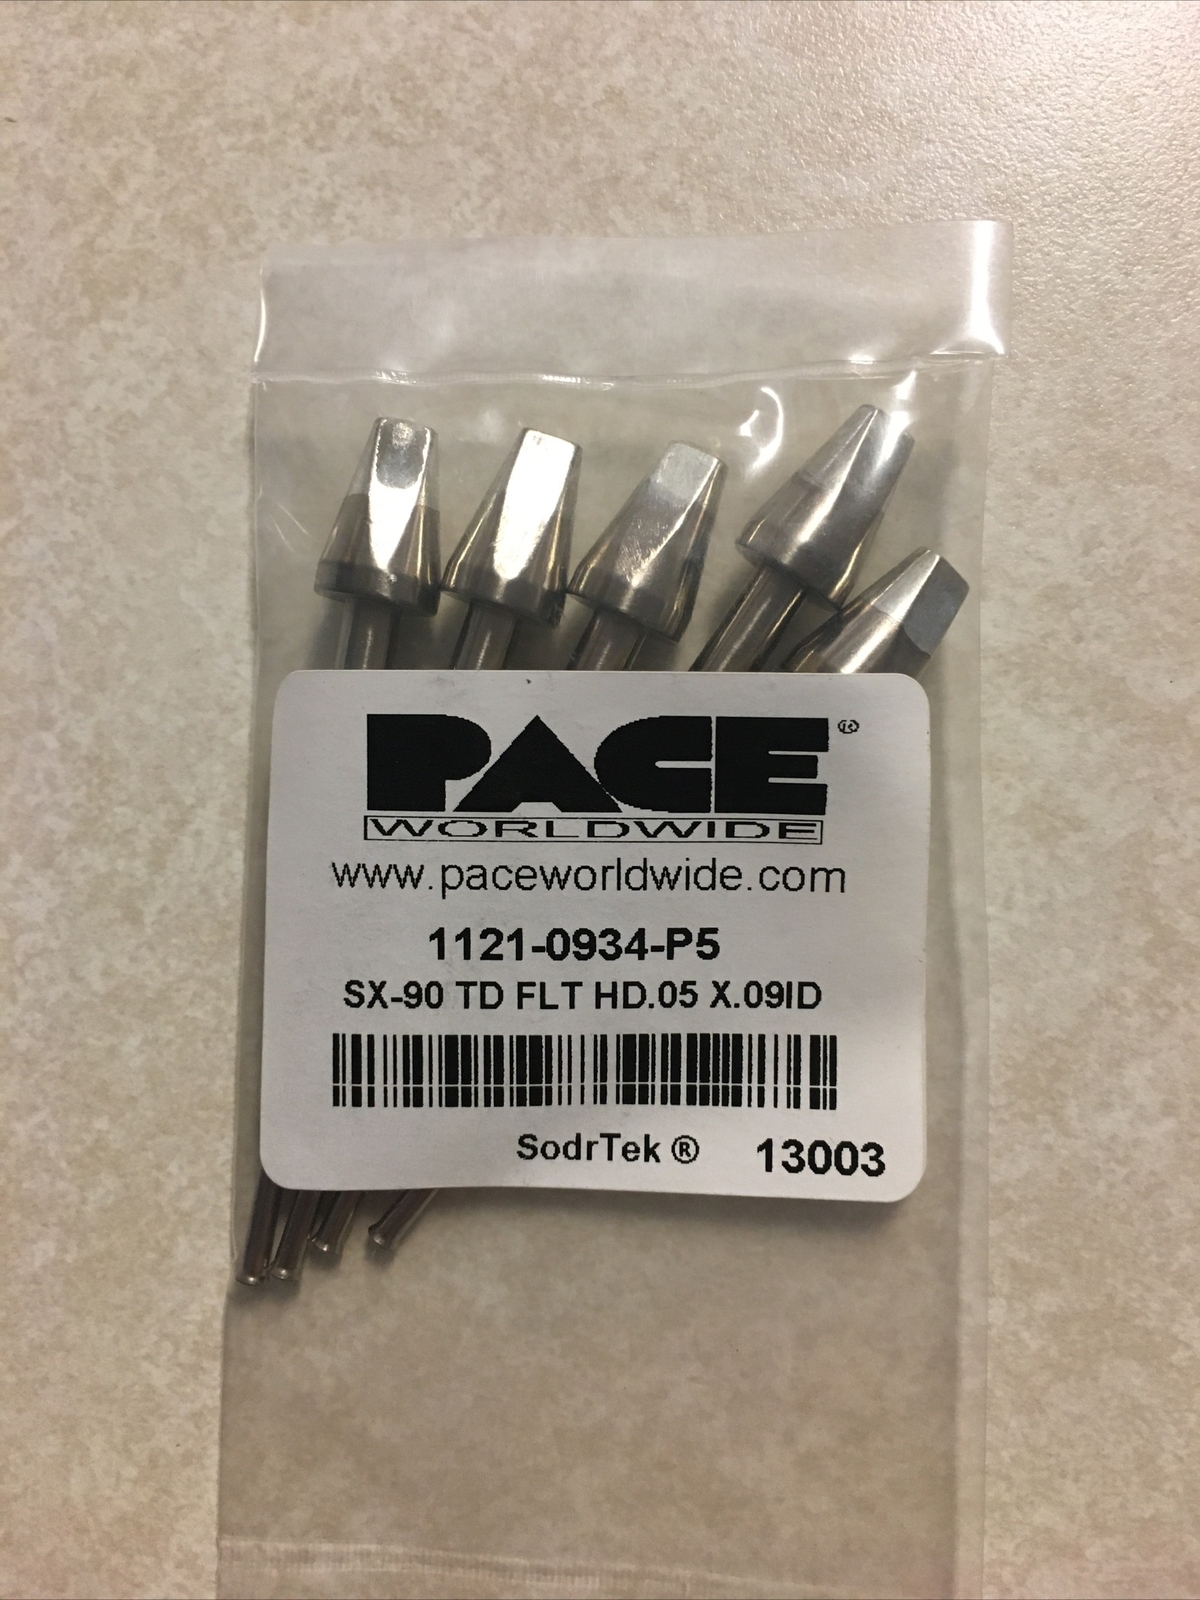 PACE®
WORLDWIDE
www.paceworldwide.com
1121-0934-P5
SX-90 TD FLT HD.05 X.09ID
SodrTek ® 13003